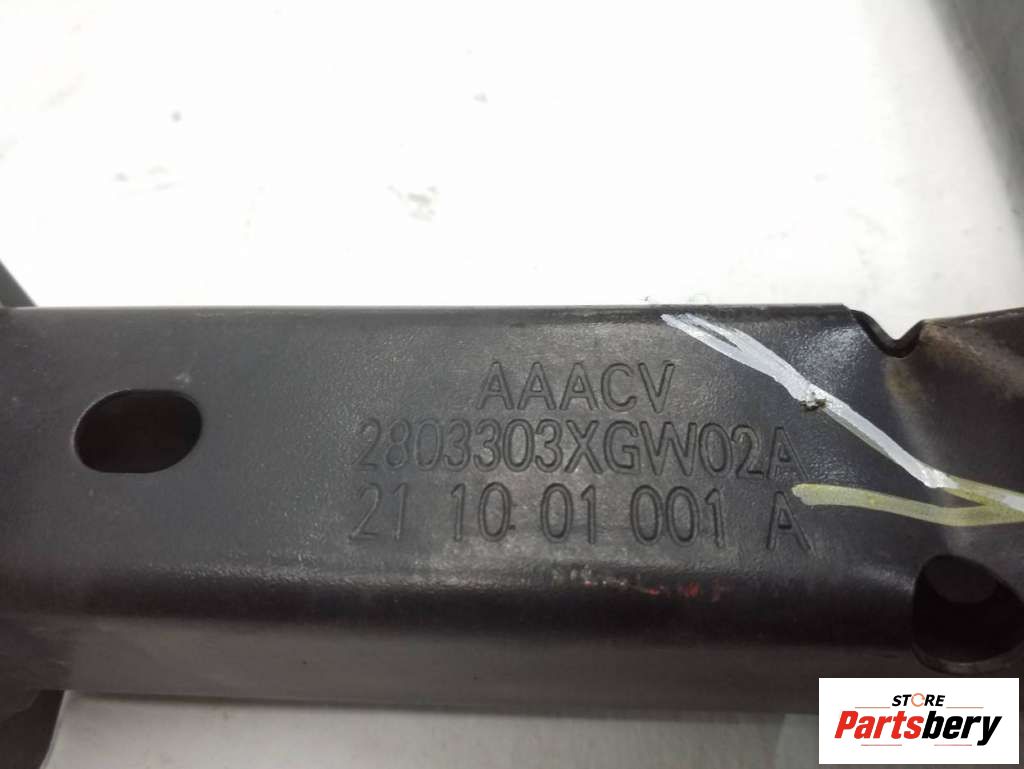 AAACV
2803303XGW02A
21 10 01 001 A
STORE
Partsbery